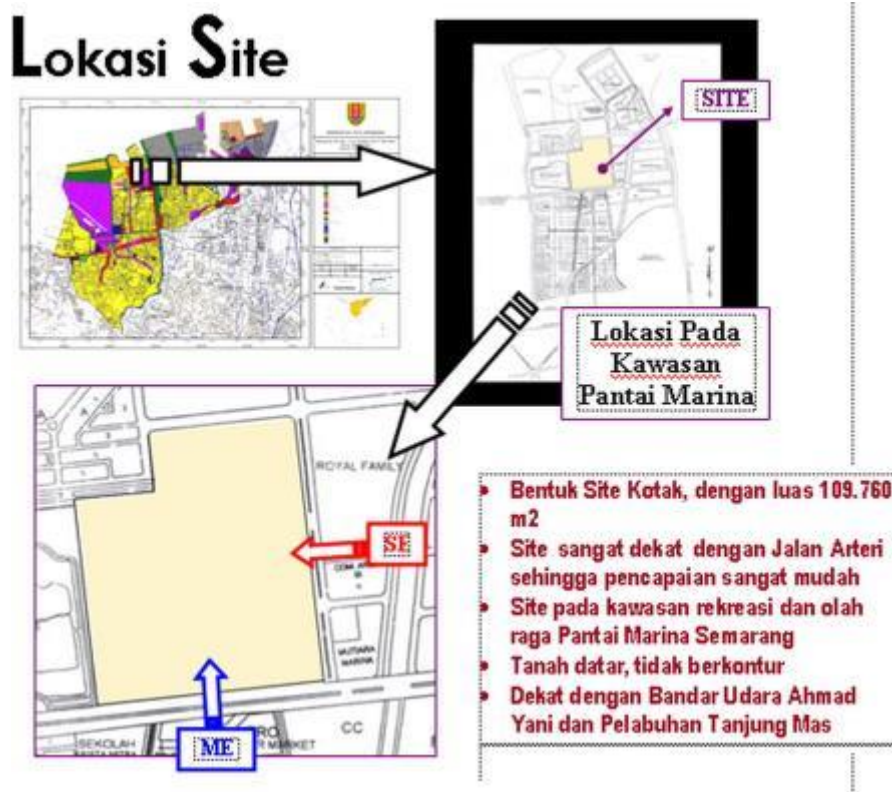 Lokasi Site
SITE
Lokasi Pada
Kawasan
Pantai Marina
ROYAL FAMILY
SE
MUTIARA
MARINA
ME
SEKOLAH
MARKET
CC
Bentuk Site Kotak, dengan luas 109.760
m2
Site sangat dekat dengan Jalan Arteri
sehingga pencapaian sangat mudah
Site pada kawasan rekreasi dan olah
raga Pantai Marina Semarang
Tanah datar, tidak berkontur
Dekat dengan Bandar Udara Ahmad
Yani dan Pelabuhan Tanjung Mas